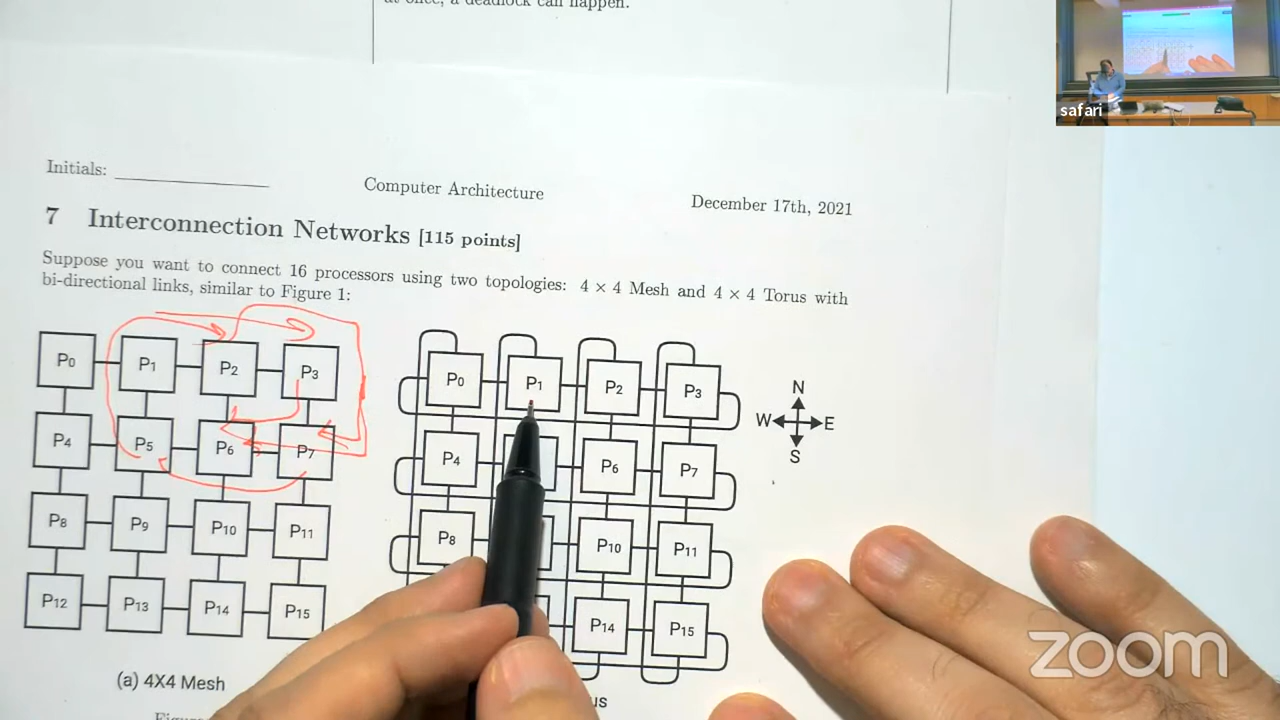 at once, a deadlock can happen.
safari
Initials:
Computer Architecture
December 17th, 2021
7 Interconnection Networks [115 points]
Suppose you want to connect 16 processors using two topologies: 4 × 4 Mesh and 4 × 4 Torus with
bi-directional links, similar to Figure 1:
P0 P1 P2 P3
P4 P5 P6 P7
P8 P9 P10 P11
P12 P13 P14 P15
(a) 4X4 Mesh
P0 P1 P2 P3
P4 P6 P7
P8 P10 P11
P14 P15
N
W E
S
zoom